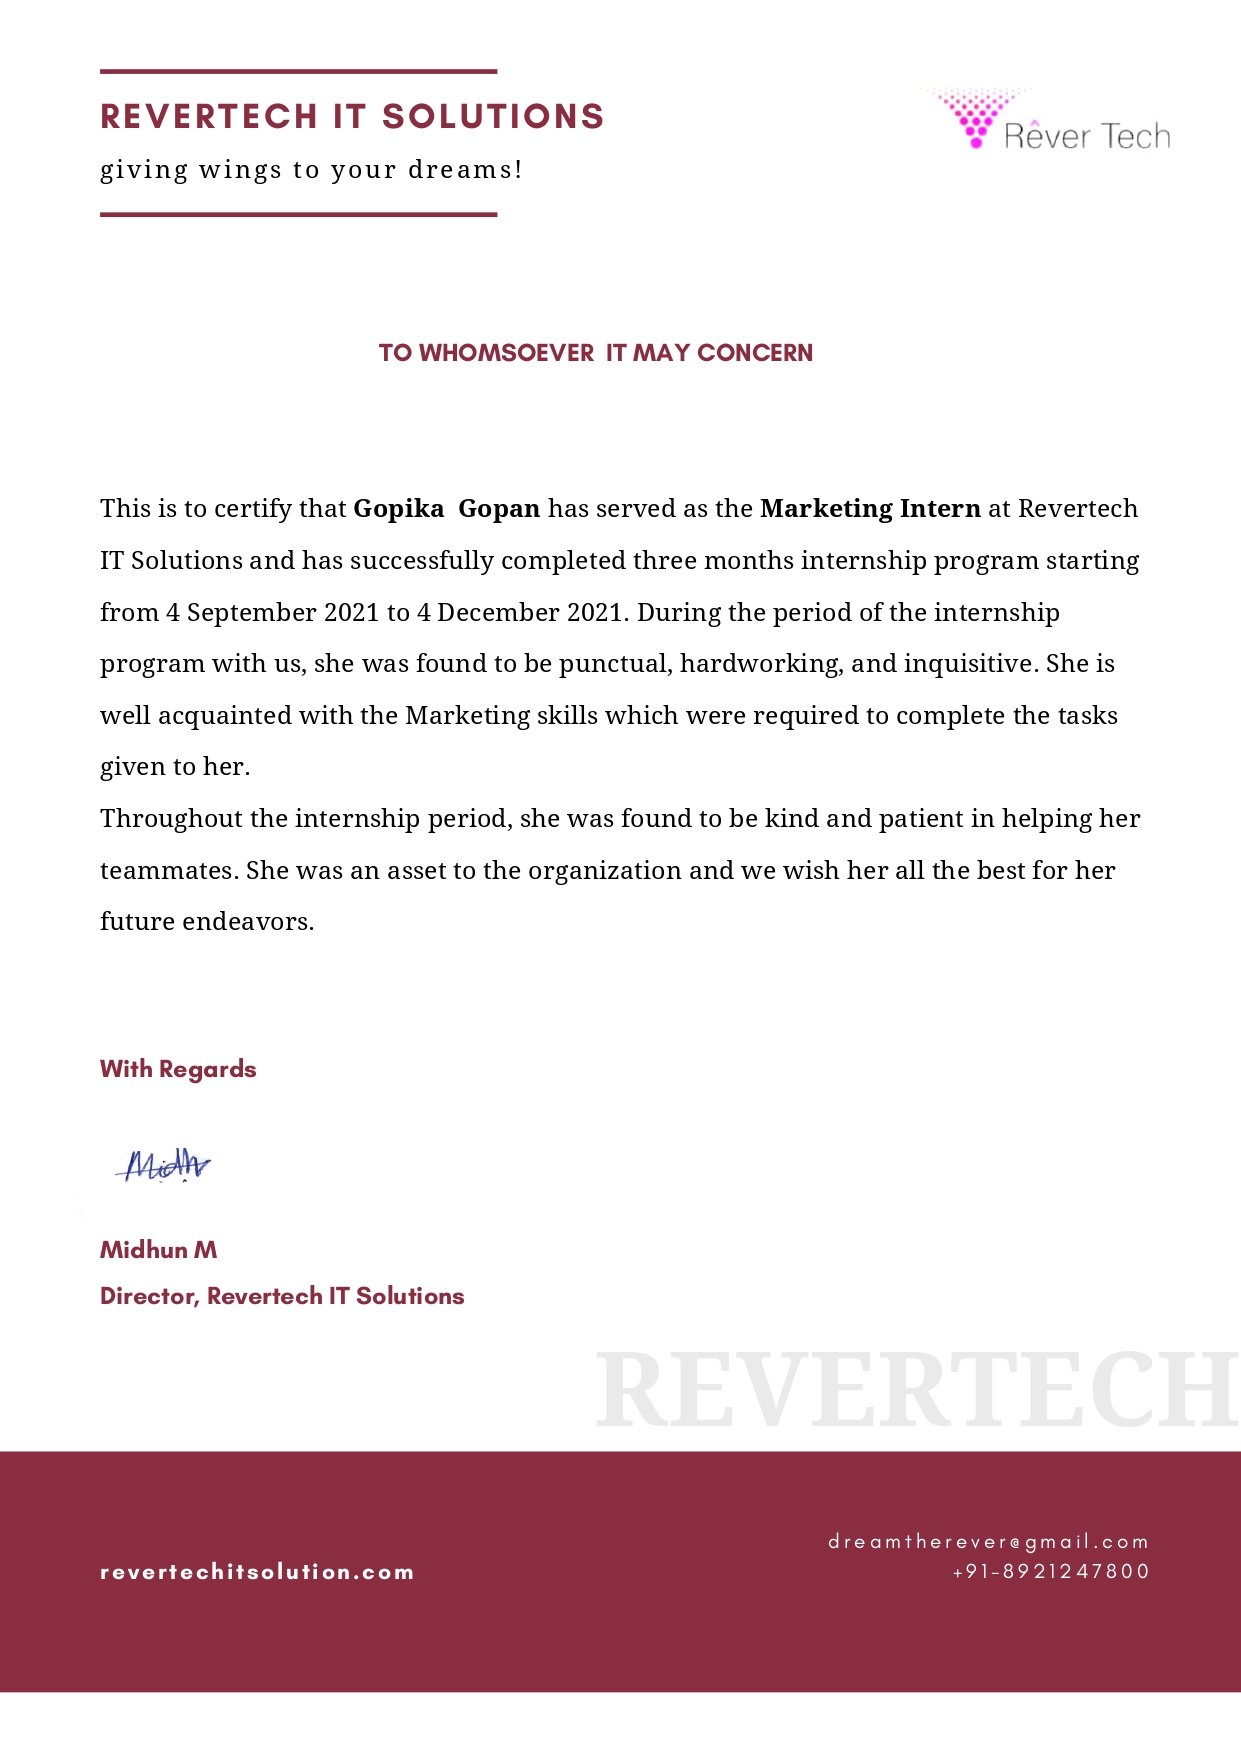 REVERTECH IT SOLUTIONS
giving wings to your dreams!
Rêver Tech
TO WHOMSOEVER  IT MAY CONCERN
This is to certify that Gopika  Gopan has served as the Marketing Intern at Revertech
IT Solutions and has successfully completed three months internship program starting
from 4 September 2021 to 4 December 2021. During the period of the internship
program with us, she was found to be punctual, hardworking, and inquisitive. She is
well acquainted with the Marketing skills which were required to complete the tasks
given to her.
Throughout the internship period, she was found to be kind and patient in helping her
teammates. She was an asset to the organization and we wish her all the best for her
future endeavors.
With Regards
Midhun M
Director, Revertech IT Solutions
REVERTECH
dreamtherever@gmail.com
revertechitsolution.com
+91-8921247800